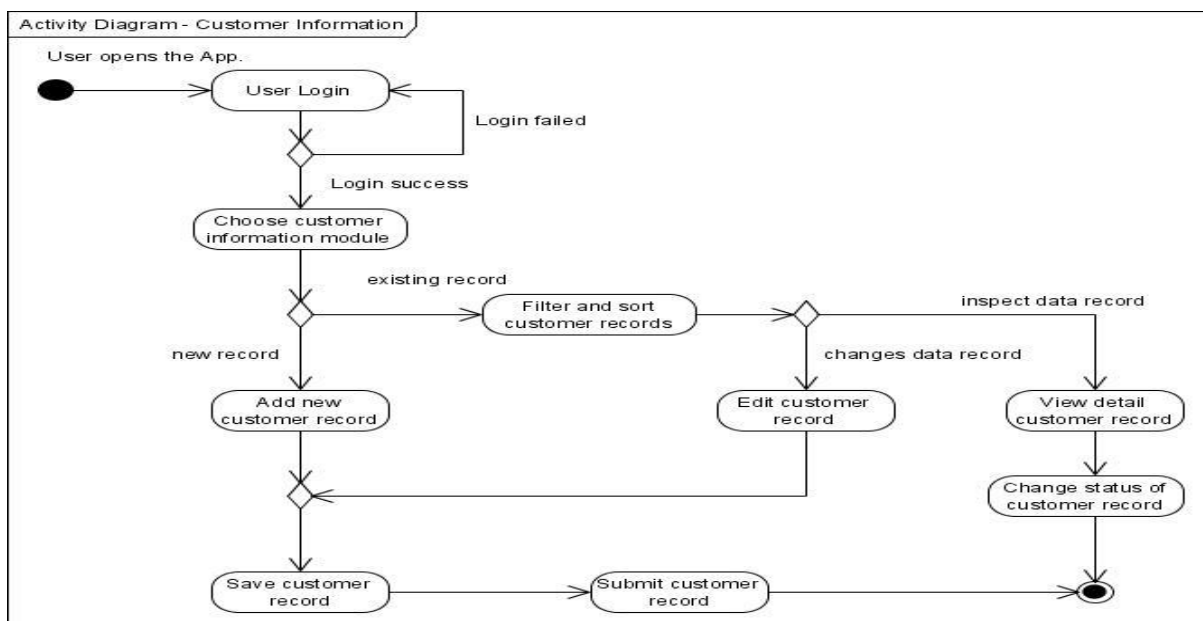 Activity Diagram - Customer Information
User opens the App.
User Login
Login failed
Login success
Choose customer
information module
existing record
Filter and sort
customer records
inspect data record
new record
changes data record
Add new
customer record
Edit customer
record
View detail
customer record
Change status of
customer record
Save customer
record
Submit customer
record